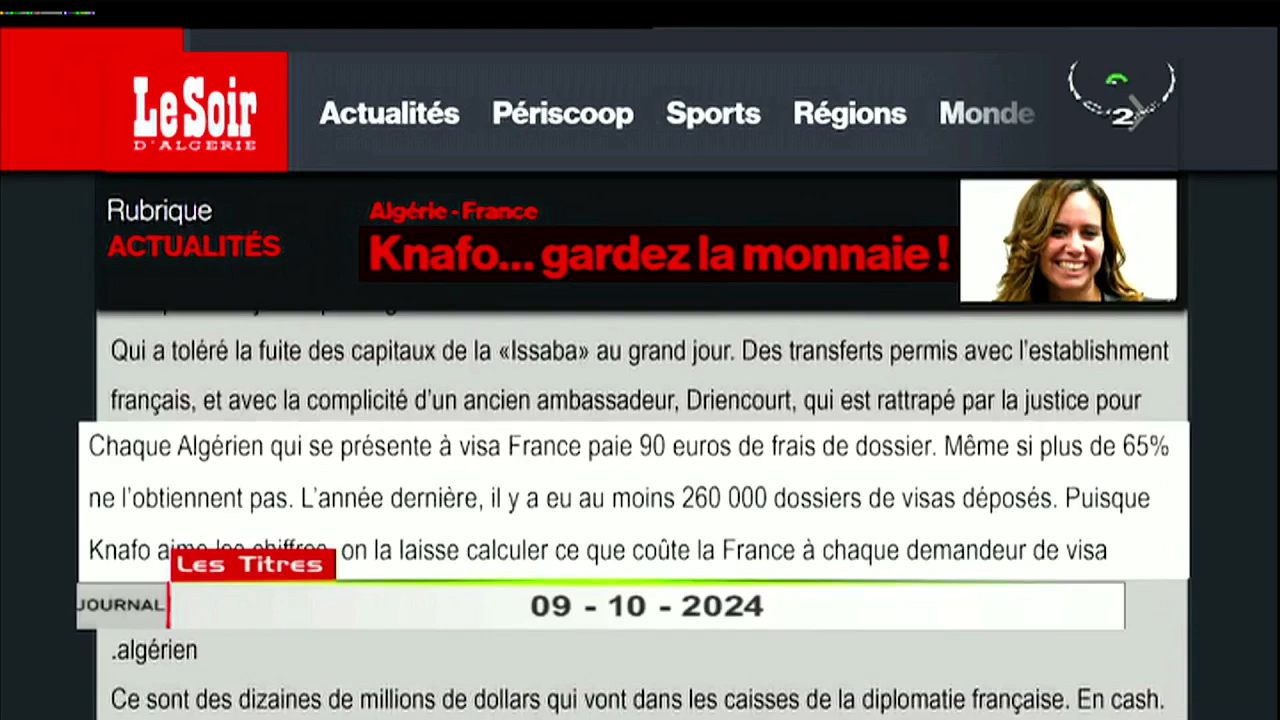 Le Soir
D'ALGERIE
Actualités Périscoop Sports Régions Monde
2
Rubrique
ACTUALITÉS
Algérie - France
Knafo... gardez la monnaie !
Qui a toléré la fuite des capitaux de la «Issaba» au grand jour. Des transferts permis avec l'establishment
français, et avec la complicité d'un ancien ambassadeur, Driencourt, qui est rattrapé par la justice pour
Chaque Algérien qui se présente à visa France paie 90 euros de frais de dossier. Même si plus de 65%
ne l'obtiennent pas. L'année dernière, il y a eu au moins 260 000 dossiers de visas déposés. Puisque
Knafo aime les chiffres, on la laisse calculer ce que coûte la France à chaque demandeur de visa
Les Titres
JOURNAL
09 - 10 - 2024
.algérien
Ce sont des dizaines de millions de dollars qui vont dans les caisses de la diplomatie française. En cash.